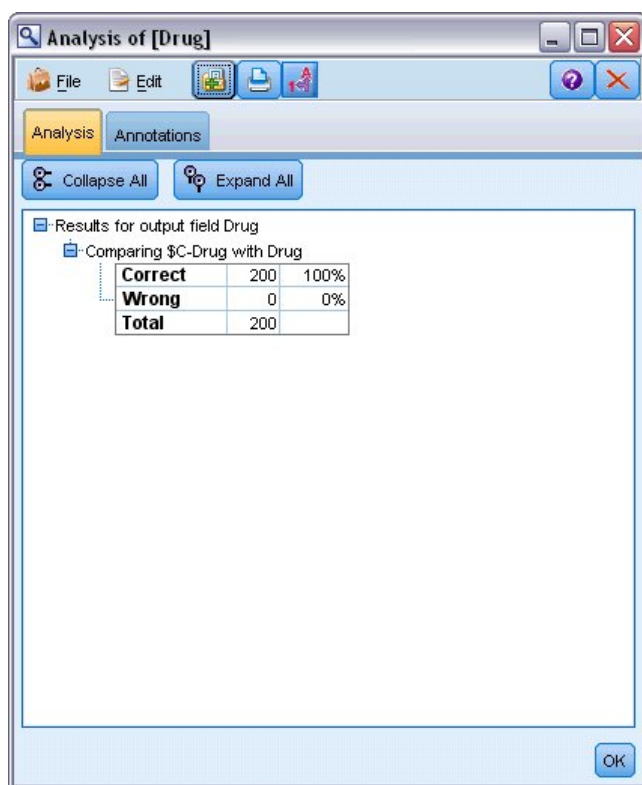 Analysis of [Drug]
File Edit
Analysis Annotations
Collapse All Expand All
Results for output field Drug
Comparing $C-Drug with Drug
Correct 200 100%
Wrong 0 0%
Total 200
OK